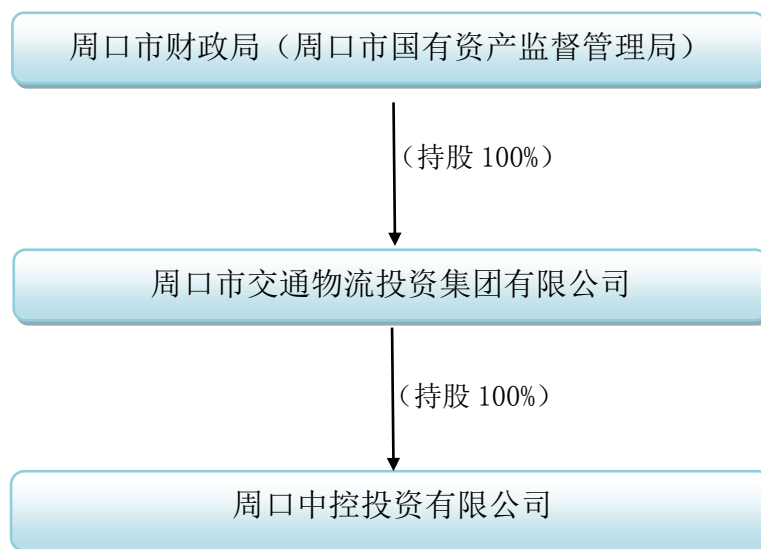 周口市财政局（周口市国有资产监督管理局）
（持股 100%）
周口市交通物流投资集团有限公司
（持股 100%）
周口中控投资有限公司